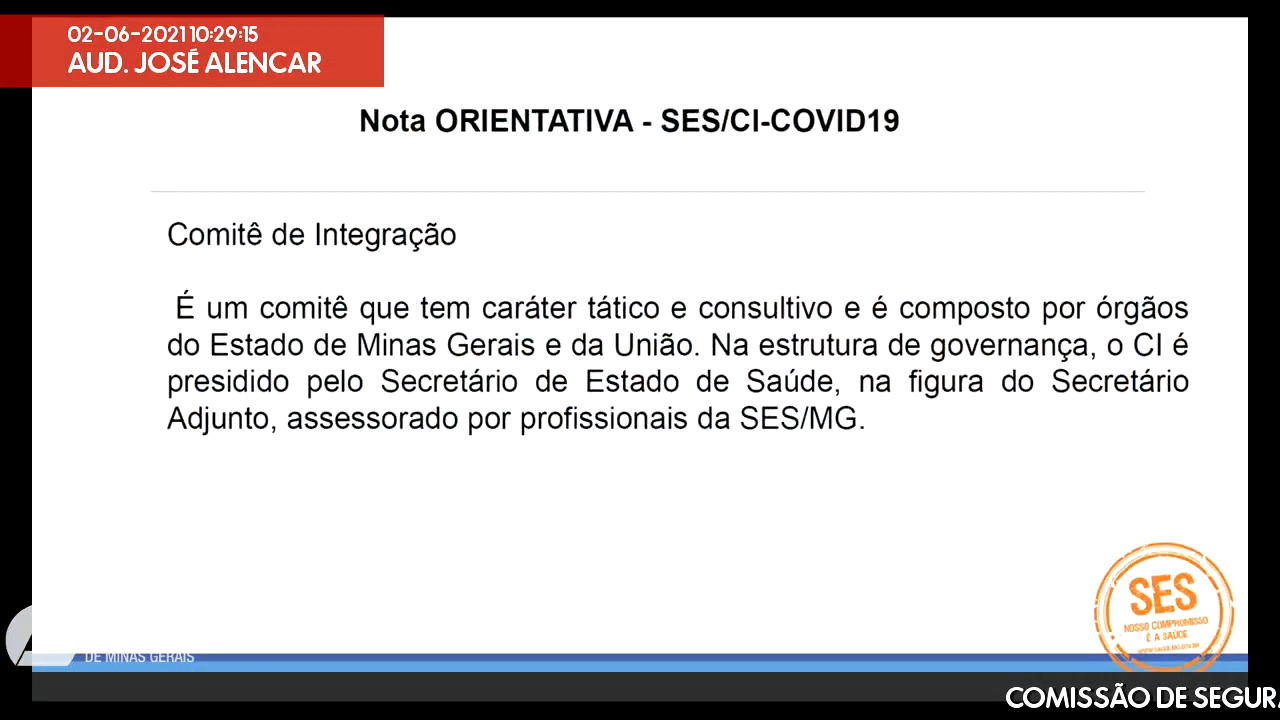 02-06-2021 10:29:15
AUD. JOSÉ ALENCAR
Nota ORIENTATIVA - SES/CI-COVID19
Comitê de Integração
É um comitê que tem caráter tático e consultivo e é composto por órgãos
do Estado de Minas Gerais e da União. Na estrutura de governança, o CI é
presidido pelo Secretário de Estado de Saúde, na figura do Secretário
Adjunto, assessorado por profissionais da SES/MG.
SES
NOSSO COMPROMISSO
É A SAÚDE
DE MINAS GERAIS
COMISSÃO DE SEGUR